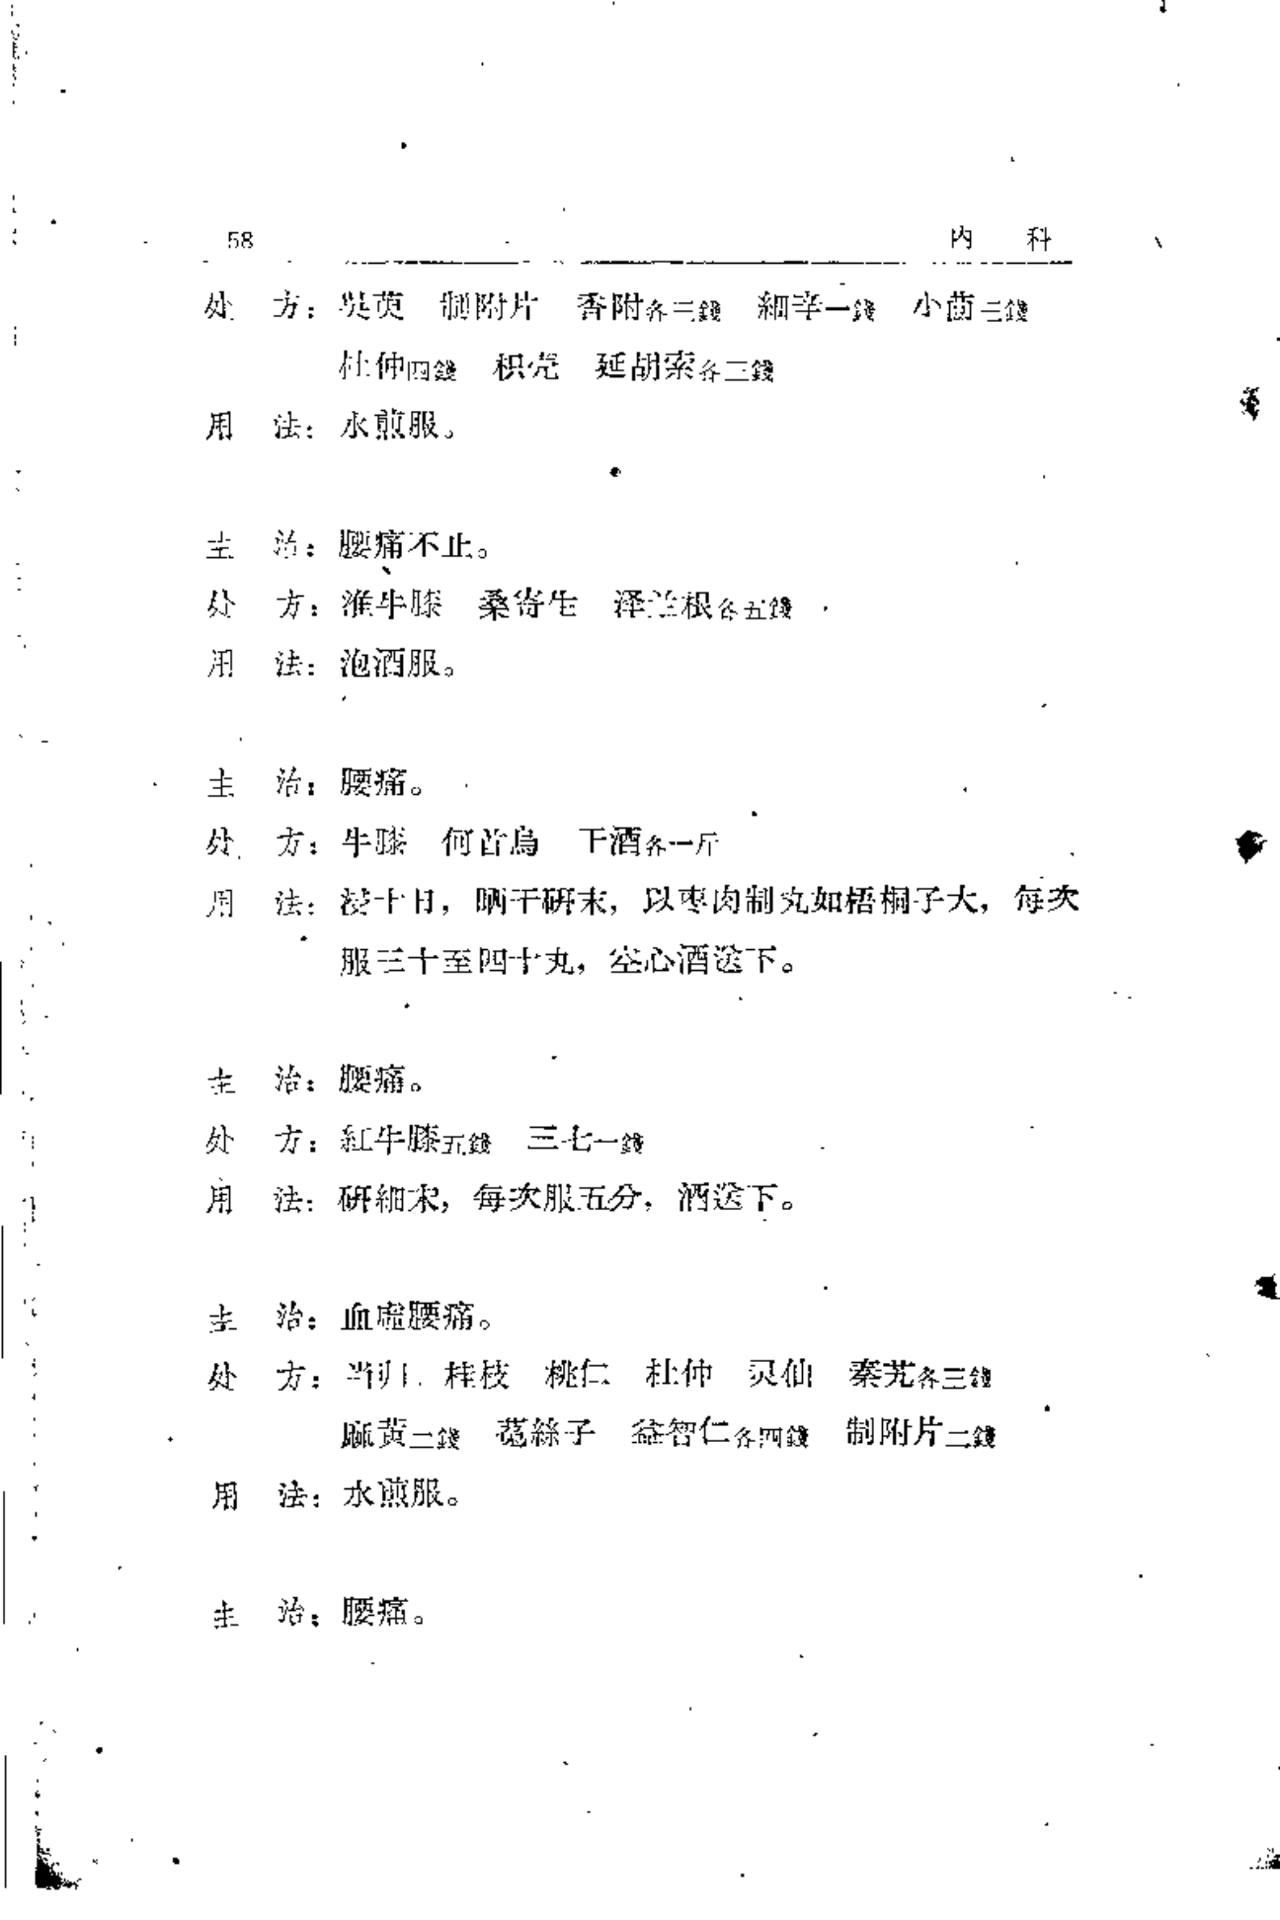 58 内 科
处 方：吳萸 制附片 香附各三錢 細辛一錢 小茴三錢
杜仲四錢 枳壳 延胡索各三錢
用 法：水煎服。
主 治：腰痛不止。
处 方：淮牛膝 桑寄生 泽兰根各五錢
用 法：泡酒服。
主 治：腰痛。
处 方：牛膝 何首烏 干酒各一斤
用 法：浸十日，晒干研末，以枣肉制丸如梧桐子大，每次
服三十至四十丸，空心酒送下。
主 治：腰痛。
处 方：紅牛膝五錢 三七一錢
用 法：研細末，每次服五分，酒送下。
主 治：血虛腰痛。
处 方：当归 桂枝 桃仁 杜仲 灵仙 秦艽各三錢
麻黄二錢 菟絲子 益智仁各四錢 制附片二錢
用 法：水煎服。
主 治：腰痛。